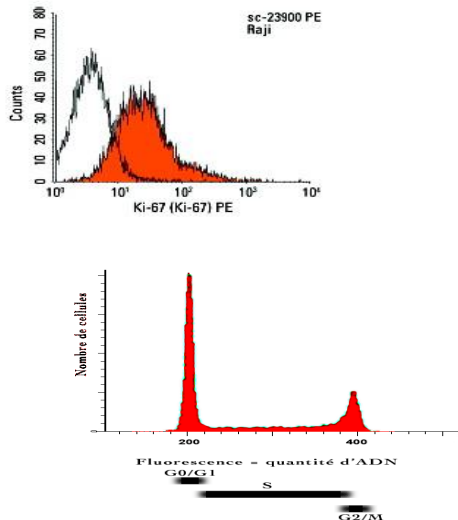 sc-23900 PE
Raji
80
70
60
50
40
30
20
10
0
Counts
10⁰ 10¹ 10² 10³ 10⁴
Ki-67 (Ki-67) PE
Nombre de cellules
200 400
Fluorescence = quantité d'ADN
G0/G1
S
G2/M